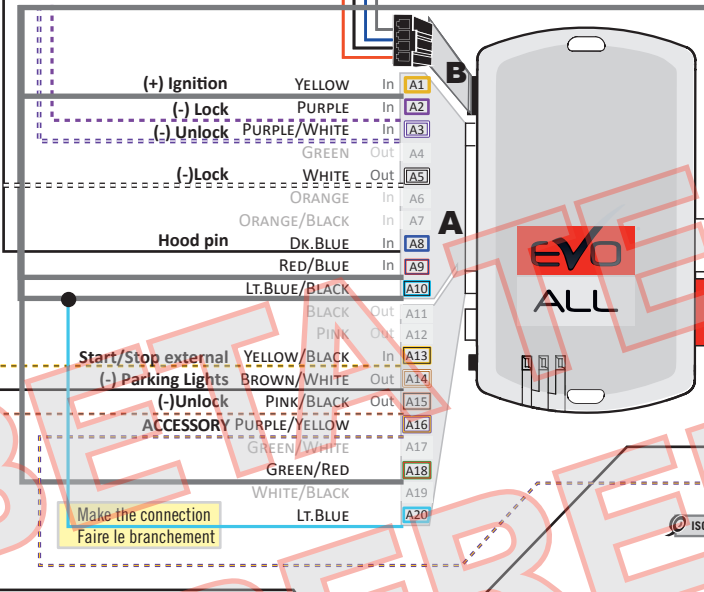 B
(+) Ignition YELLOW In A1
(-) Lock PURPLE In A2
(-) Unlock PURPLE/WHITE In A3
GREEN Out A4
(-)Lock WHITE Out A5
ORANGE In A6
ORANGE/BLACK In A7
A
Hood pin DK.BLUE In A8
RED/BLUE In A9
LT.BLUE/BLACK A10
BLACK Out A11
PINK Out A12
Start/Stop external YELLOW/BLACK In A13
(-) Parking Lights BROWN/WHITE Out A14
(-)Unlock PINK/BLACK Out A15
ACCESSORY PURPLE/YELLOW A16
GREEN/WHITE A17
GREEN/RED A18
WHITE/BLACK A19
LT.BLUE A20
Make the connection
Faire le branchement
EVO
ALL
BETA TE